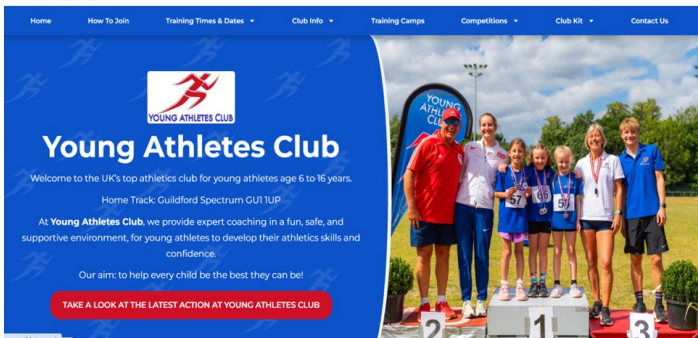 Home How To Join Training Times & Dates Club Info Training Camps Competitions Club Kit Contact Us
YOUNG ATHLETES CLUB
Young Athletes Club
Welcome to the UK's top athletics club for young athletes age 6 to 16 years.
Home Track: Guildford Spectrum GU1 1UP
At Young Athletes Club, we provide expert coaching in a fun, safe, and
supportive environment, for young athletes to develop their athletics skills and
confidence.
Our aim: to help every child be the best they can be!
TAKE A LOOK AT THE LATEST ACTION AT YOUNG ATHLETES CLUB
YOUNG
57
65
2
1
3